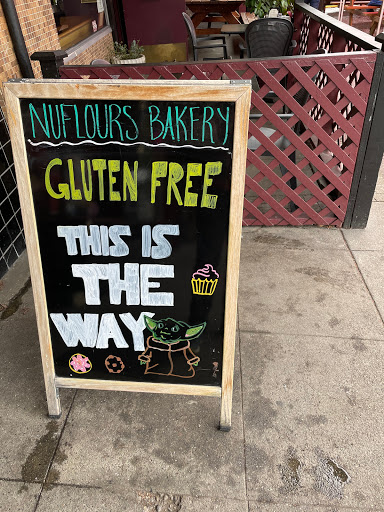 NUFLOURS BAKERY
GLUTEN FREE
THIS IS
THE
WAY